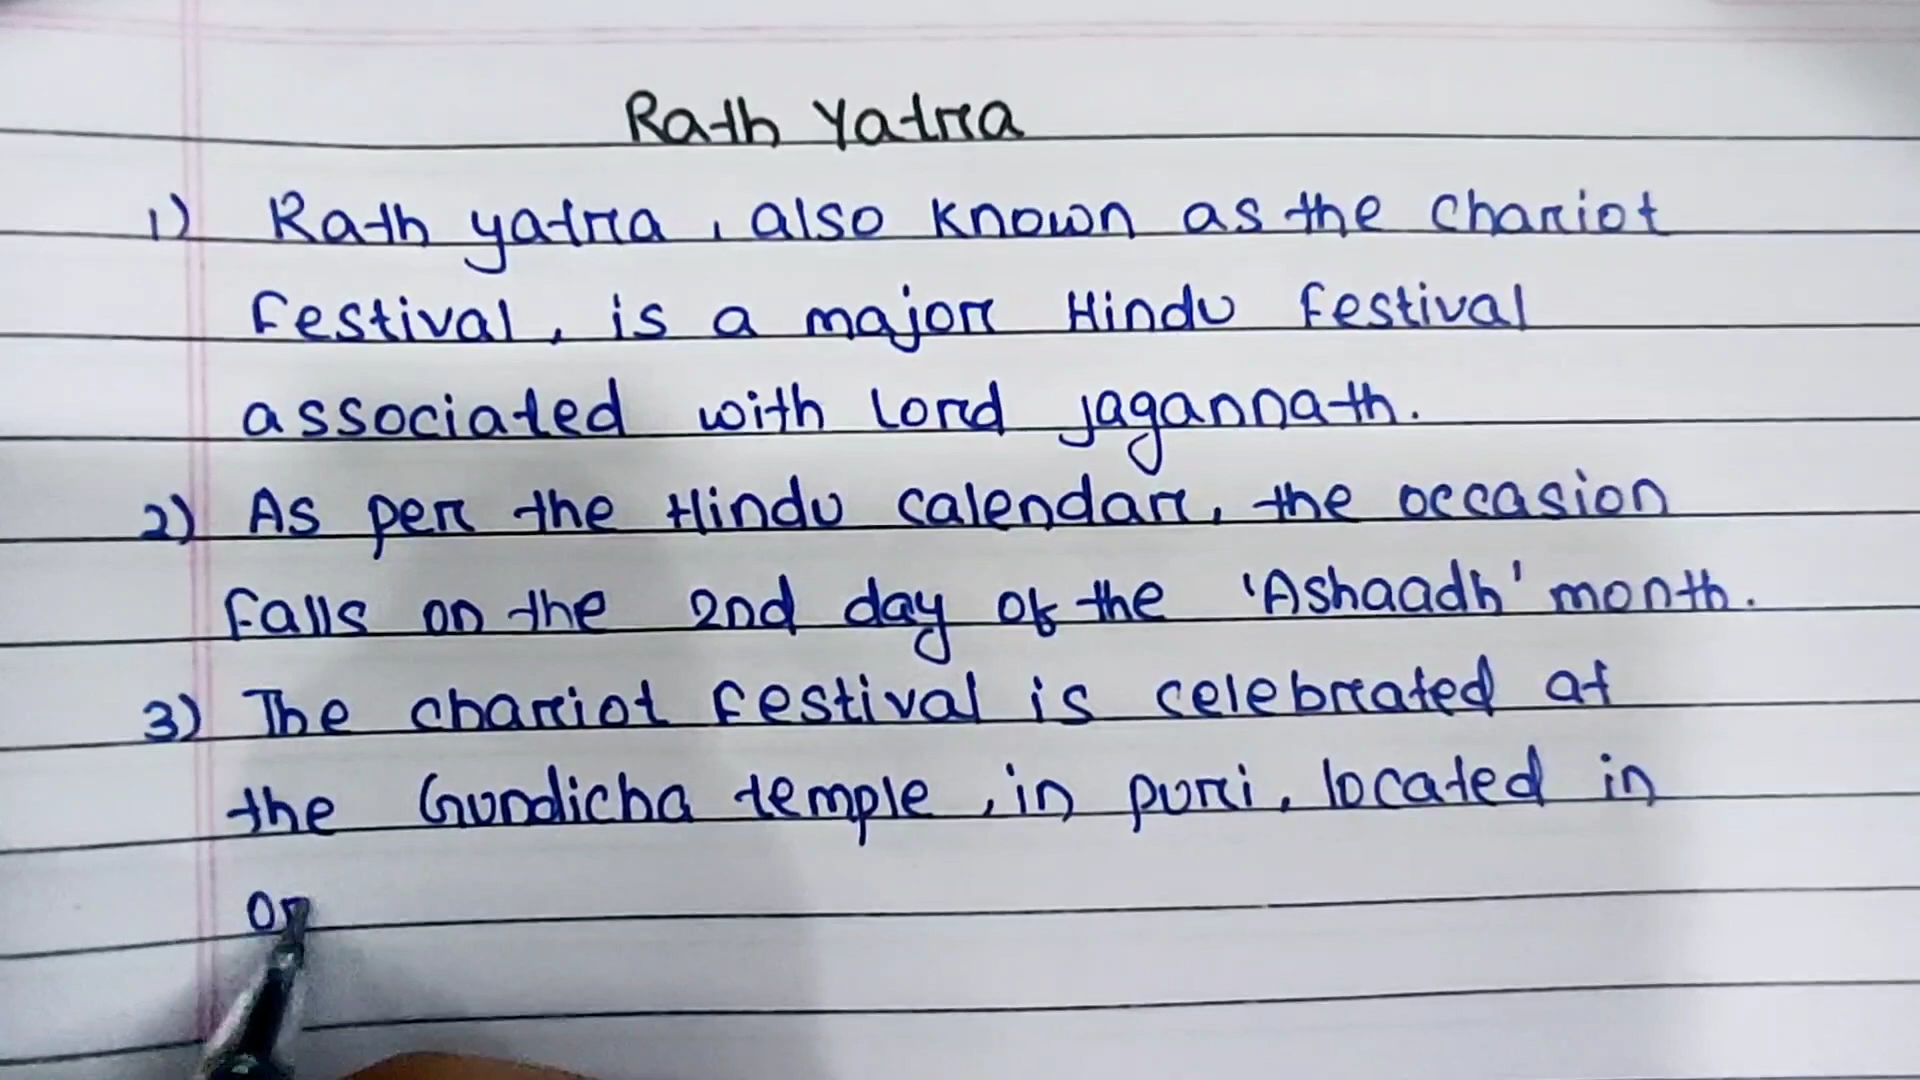 Rath Yatra
1) Rath yatra, also known as the chariot
festival, is a major Hindu festival
associated with lord jagannath.
2) As per the Hindu calendar, the occasion
falls on the 2nd day of the 'Ashaadh' month.
3) The chariot festival is celebrated at
the Gundicha temple, in puri, located in
or